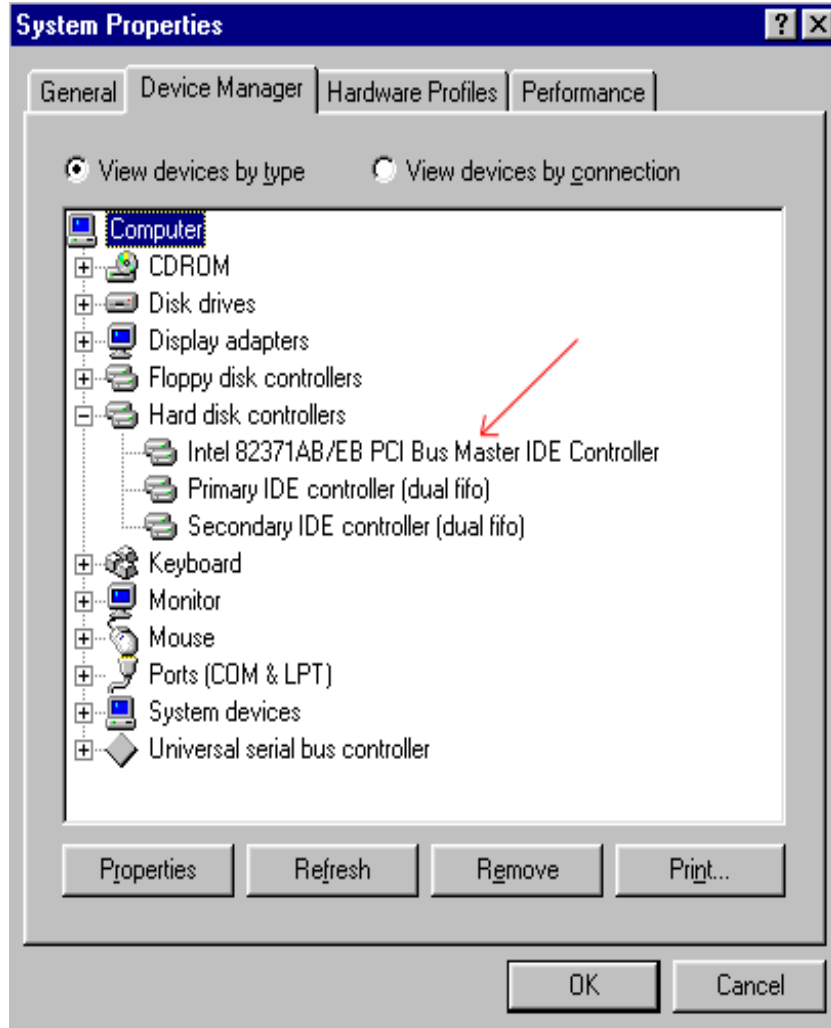 System Properties
General Device Manager Hardware Profiles Performance
View devices by type View devices by connection
Computer
CDROM
Disk drives
Display adapters
Floppy disk controllers
Hard disk controllers
Intel 82371AB/EB PCI Bus Master IDE Controller
Primary IDE controller (dual fifo)
Secondary IDE controller (dual fifo)
Keyboard
Monitor
Mouse
Ports (COM & LPT)
System devices
Universal serial bus controller
Properties Refresh Remove Print...
OK Cancel